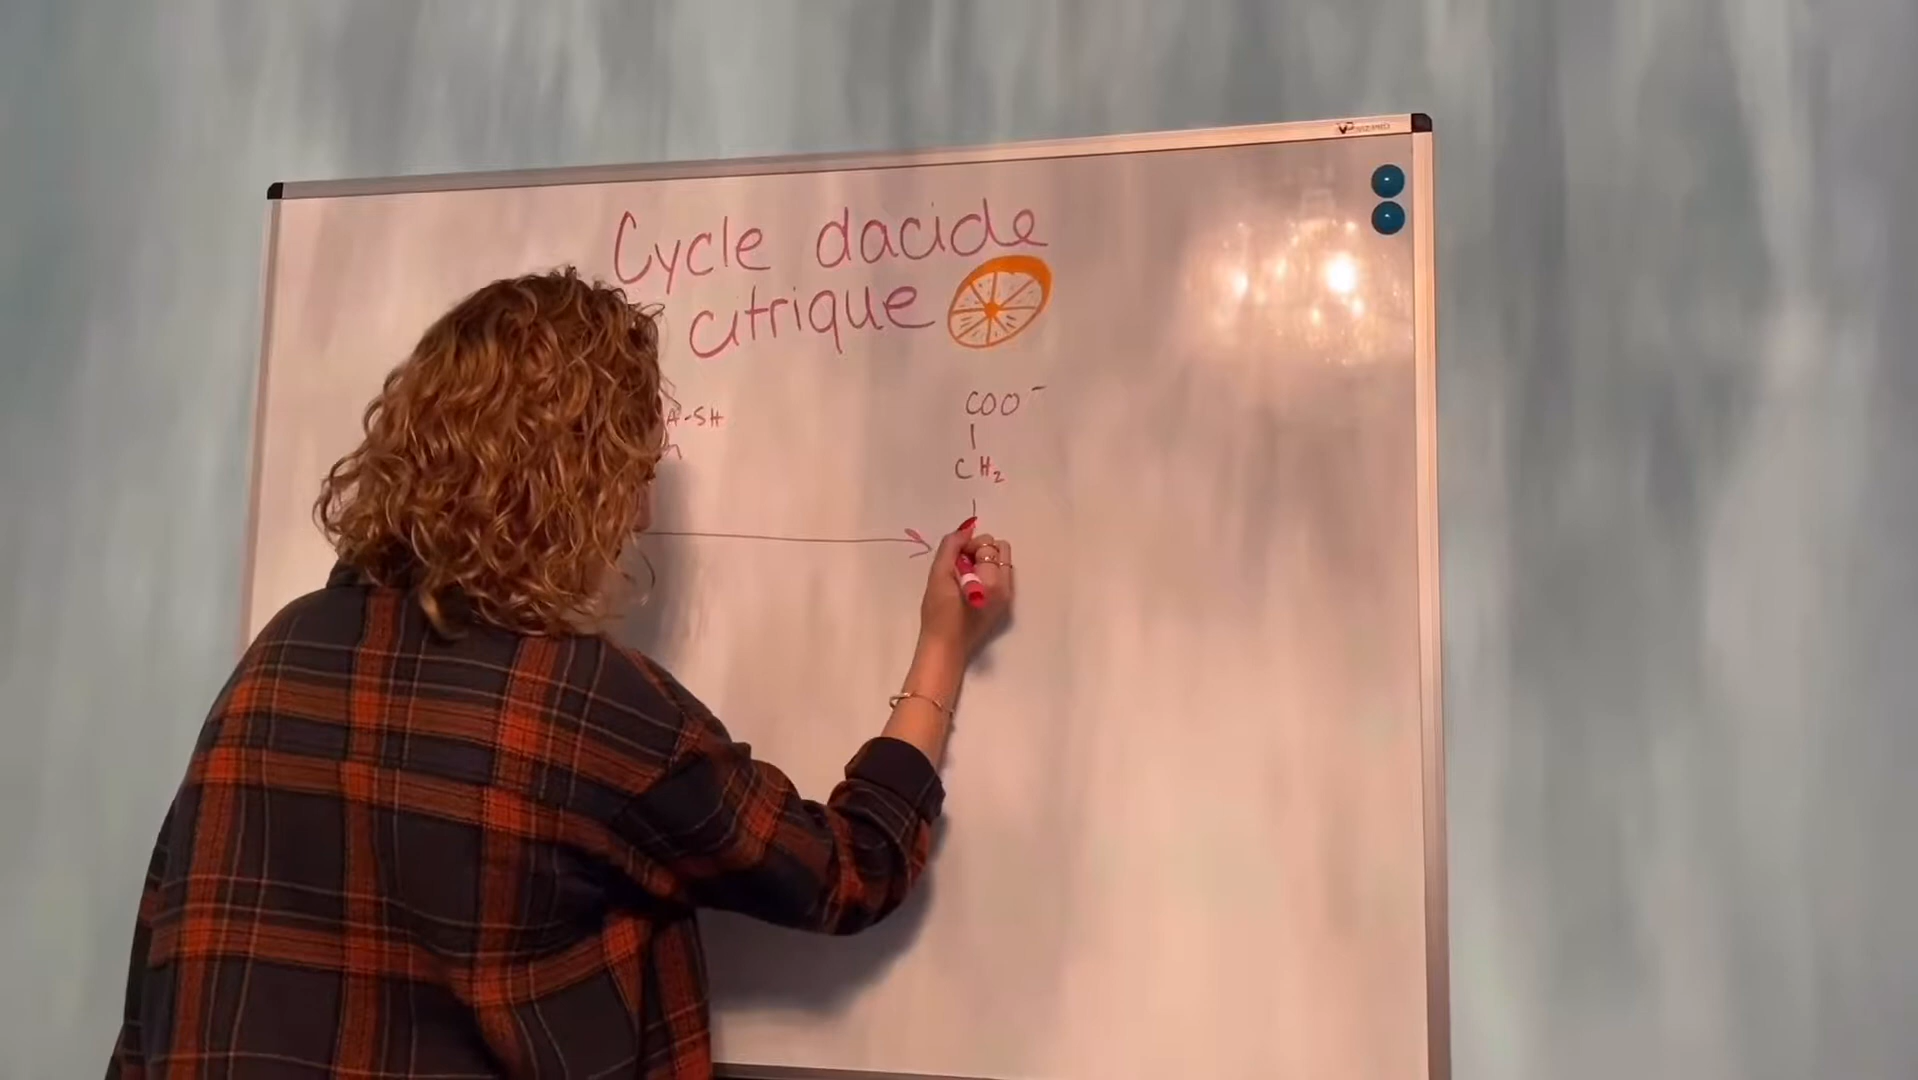 Cycle dacide
citrique
A-SH
COO⁻
CH₂